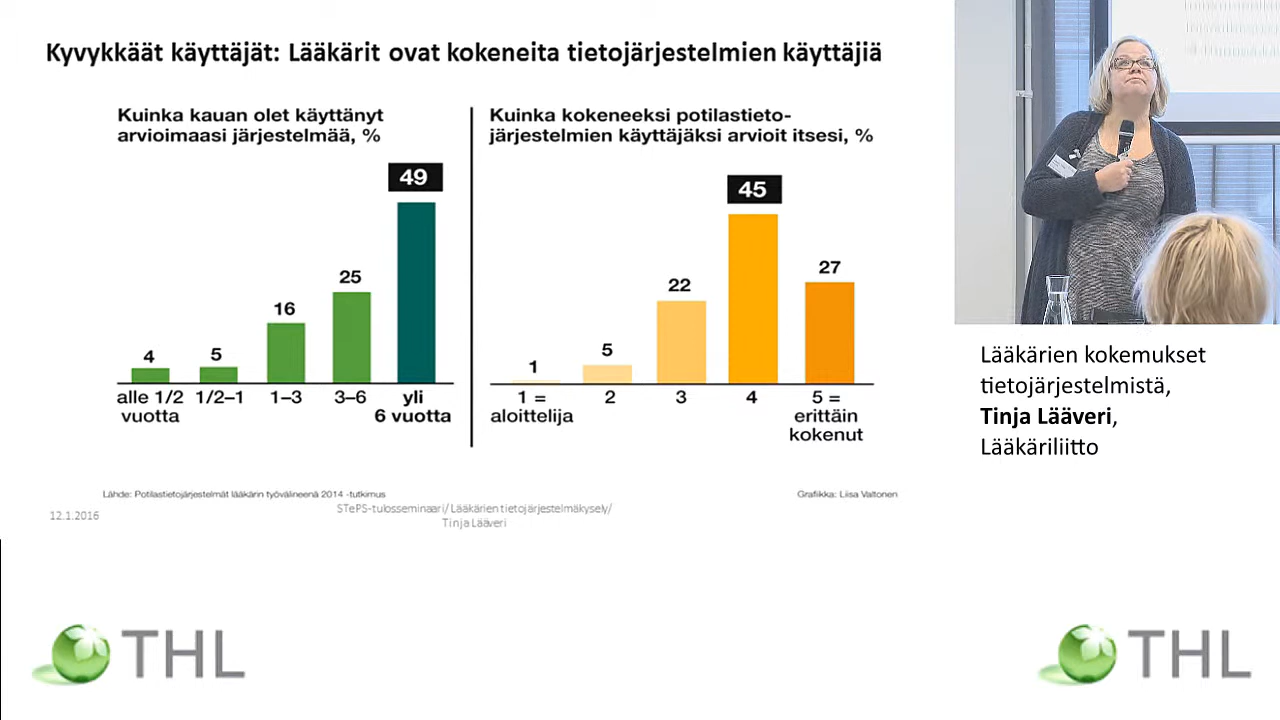 Kyvykkäät käyttäjät: Lääkärit ovat kokeneita tietojärjestelmien käyttäjiä
Kuinka kauan olet käyttänyt
arvioimaasi järjestelmää, %
49
25
16
5
4
alle 1/2
vuotta
1/2–1
1–3
3–6
yli
6 vuotta
Kuinka kokeneeksi potilastieto-
järjestelmien käyttäjäksi arvioit itsesi, %
45
27
22
5
1
1 =
aloittelija
2
3
4
5 =
erittäin
kokenut
Lähde: Potilastietojärjestelmät lääkärin työvälineenä 2014 -tutkimus
Grafiikka: Liisa Valtonen
12.1.2016
STePS-tulosseminaari/ Lääkärien tietojärjestelmäkysely/
Tinja Lääveri
Lääkärien kokemukset
tietojärjestelmistä,
Tinja Lääveri,
Lääkäriliitto
THL
THL